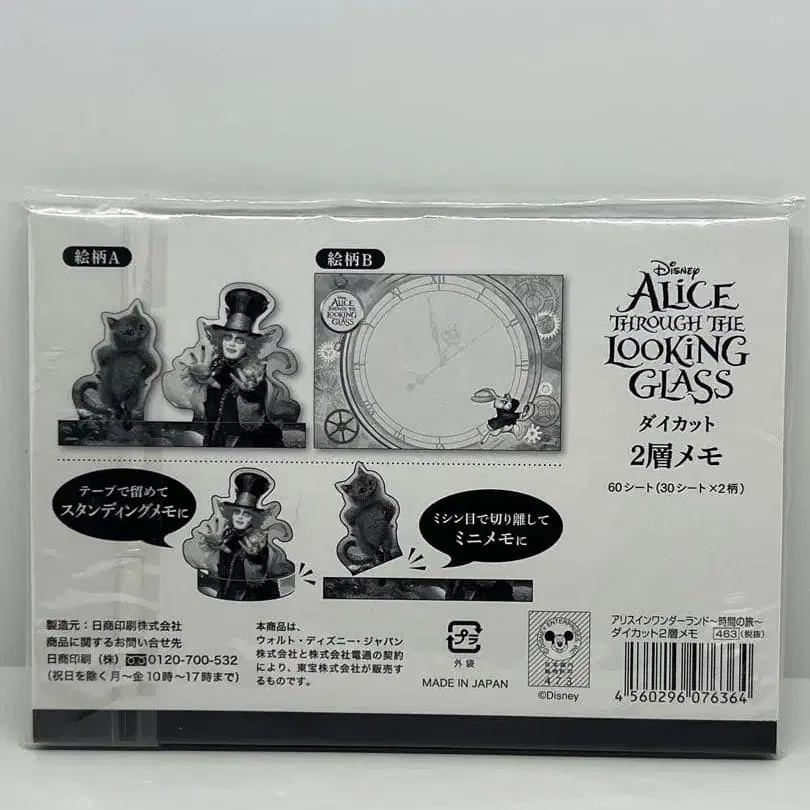 絵柄A
絵柄B
Disney
ALICE
THROUGH THE
LOOKING
GLASS
Disney
ALICE
THROUGH THE
LOOKING
GLASS
ダイカット
2層メモ
60シート(30シート×2柄)
テープで留めて
スタンディングメモに
ミシン目で切り離して
ミニメモに
製造元:日商印刷株式会社
商品に関するお問い合せ先
日商印刷(株)0120-700-532
(祝日を除く月~金10時~17時まで)
本商品は、
ウォルト・ディズニー・ジャパン
株式会社と株式会社電通の契約
により、東宝株式会社が販売す
るものです。
プラ
外袋
MADE IN JAPAN
DISNEY ENTERPRISES
473
©Disney
アリスインワンダーランド~時間の旅~
ダイカット2層メモ 463(税抜)
4 560296 076364